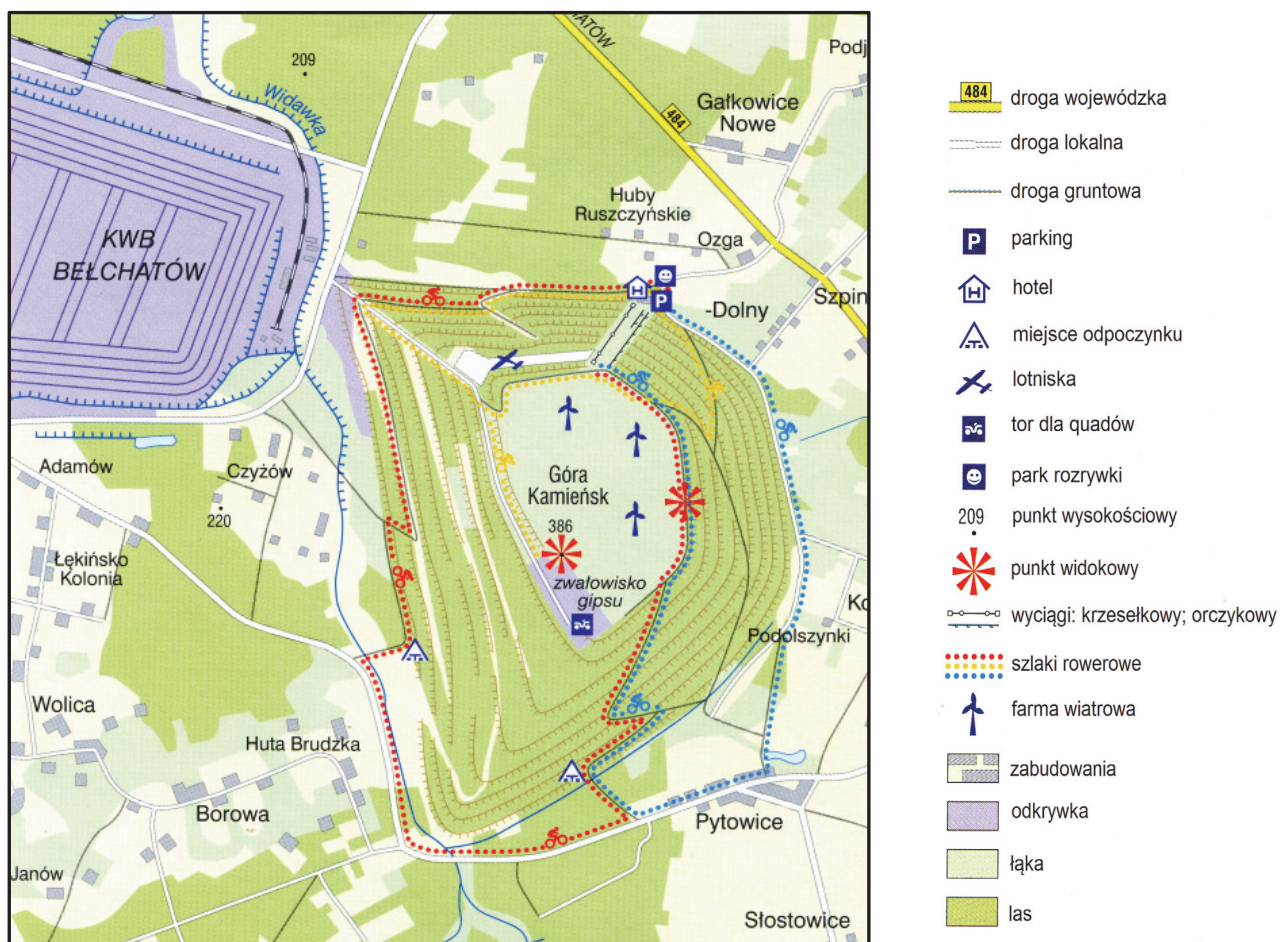 209
Widawka
HATÓW
484
Podj
Gałkowice
Nowe
KWB
BEŁCHATÓW
Huby
Ruszczyńskie
Ozga
H
P
-Dolny
Szpin
Adamów
Czyżów
220
Łękińsko
Kolonia
Góra
Kamieńsk
386
zwałowisko
gipsu
Ko
Podolszynki
Wolica
Huta Brudzka
Borowa
Pytowice
Janów
Słostowice
484 droga wojewódzka
droga lokalna
droga gruntowa
P parking
H hotel
miejsce odpoczynku
lotniska
tor dla quadów
park rozrywki
209 punkt wysokościowy
punkt widokowy
wyciągi: krzesełkowy; orczykowy
szlaki rowerowe
farma wiatrowa
zabudowania
odkrywka
łąka
las